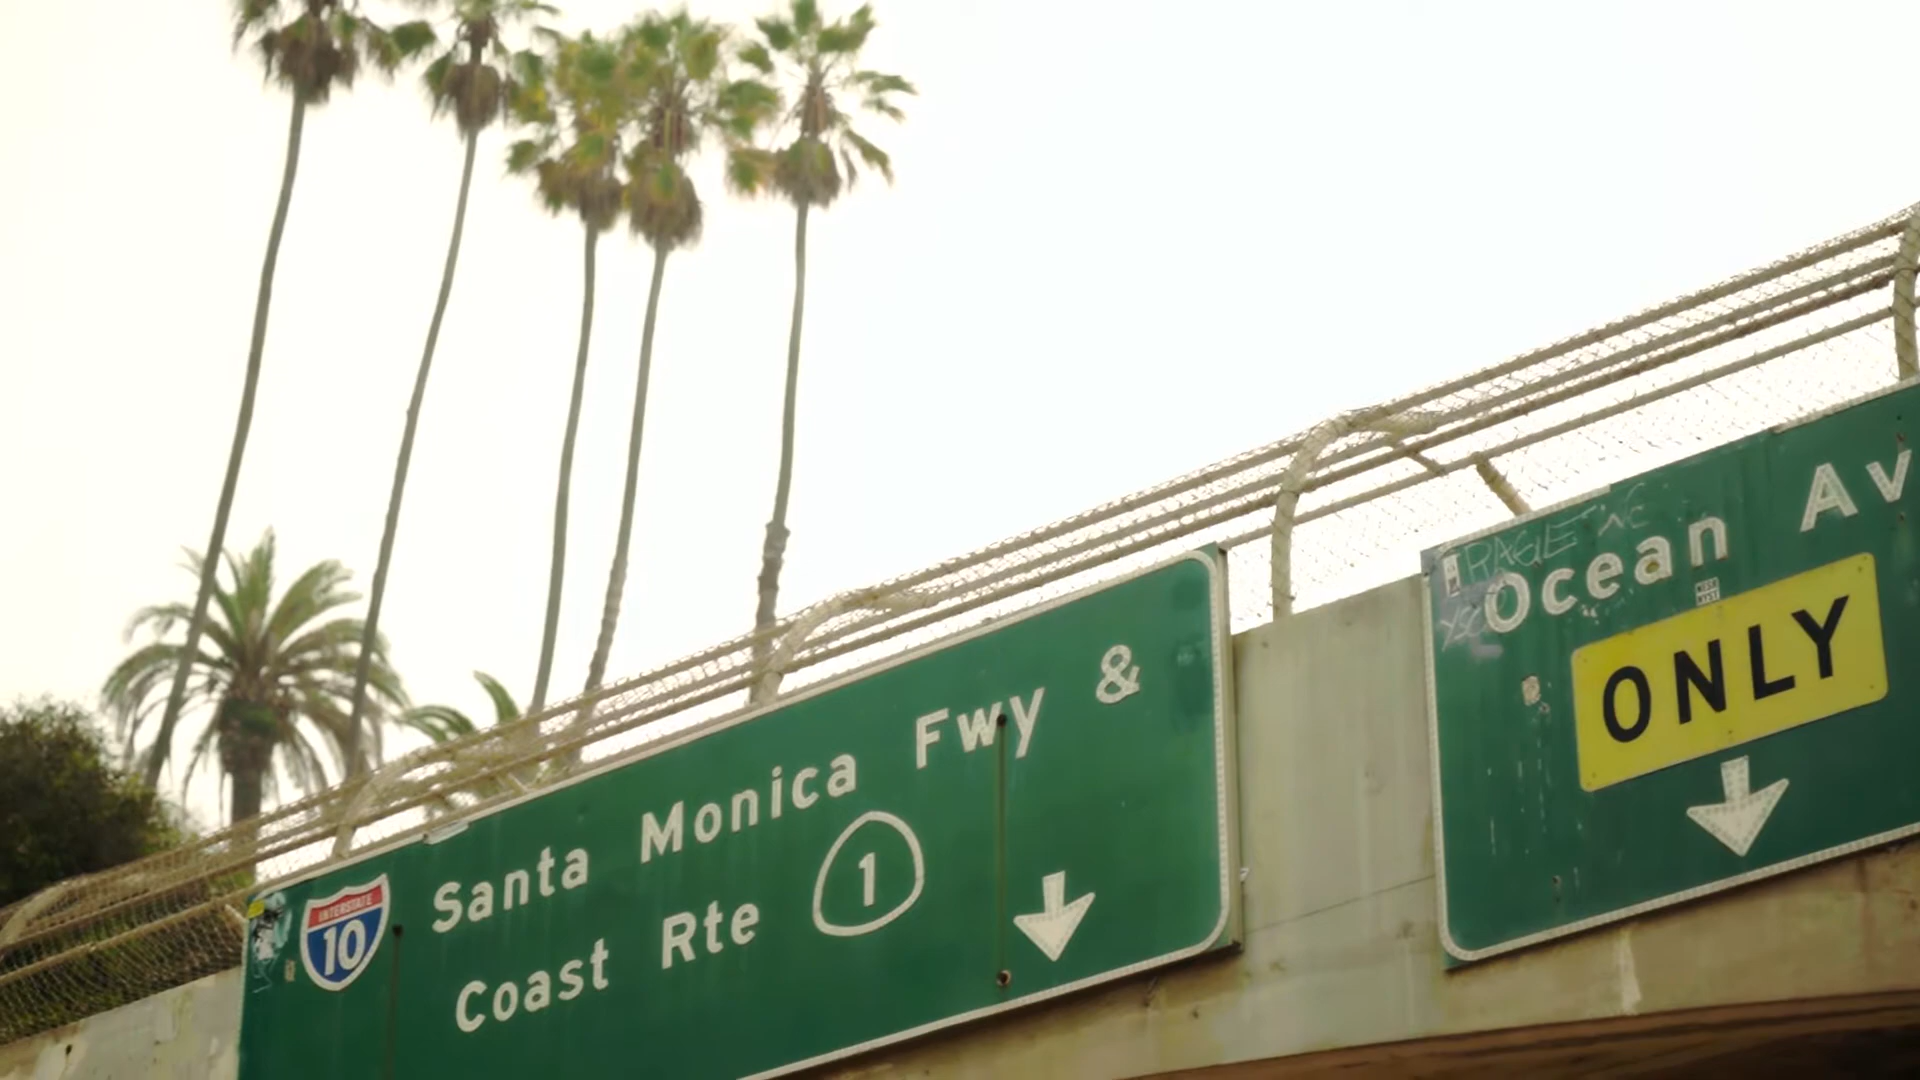 Santa Monica Fwy &
INTERSTATE
10
Coast Rte 1
Ocean Av
ONLY